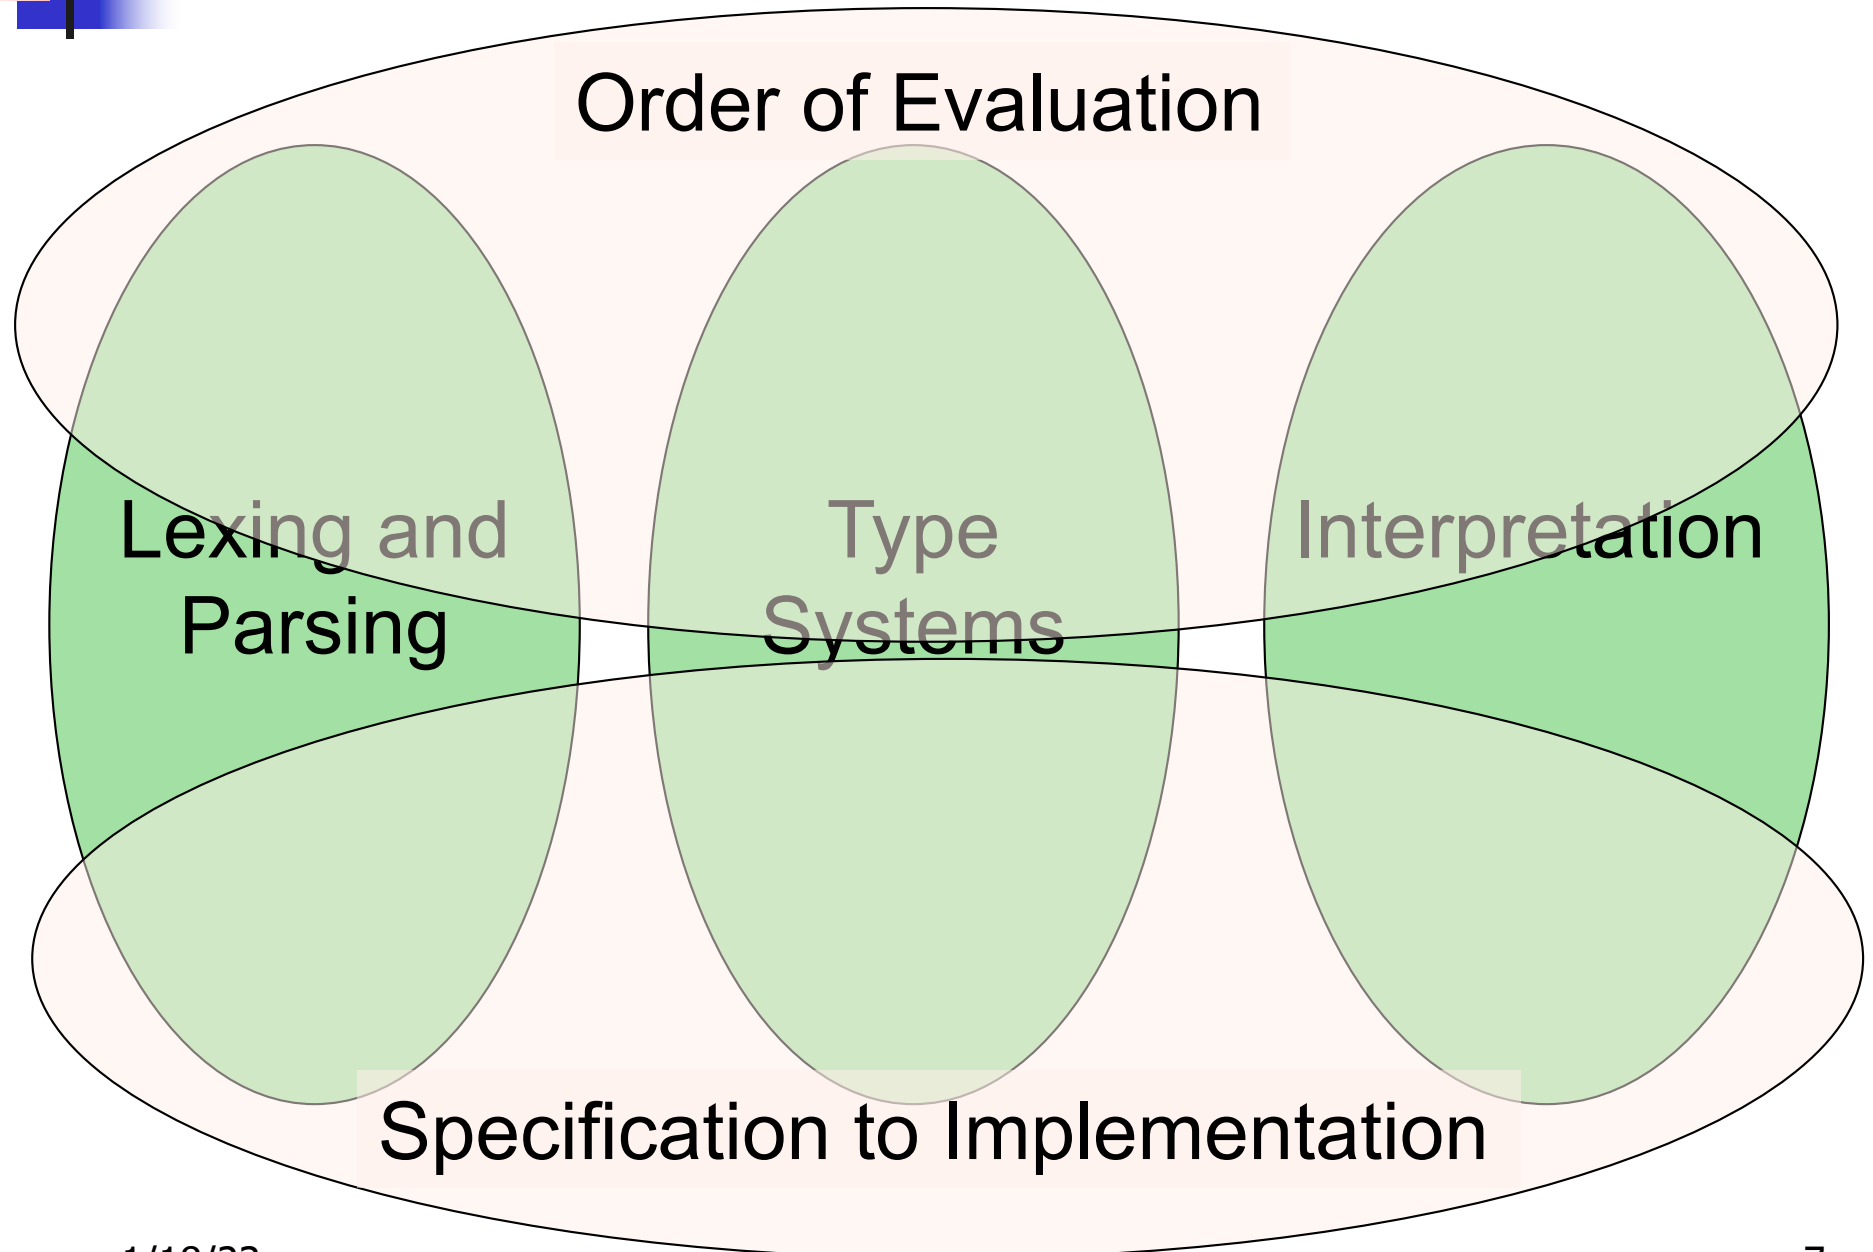 Order of Evaluation
Lexing and
Parsing
Type
Systems
Interpretation
Specification to Implementation